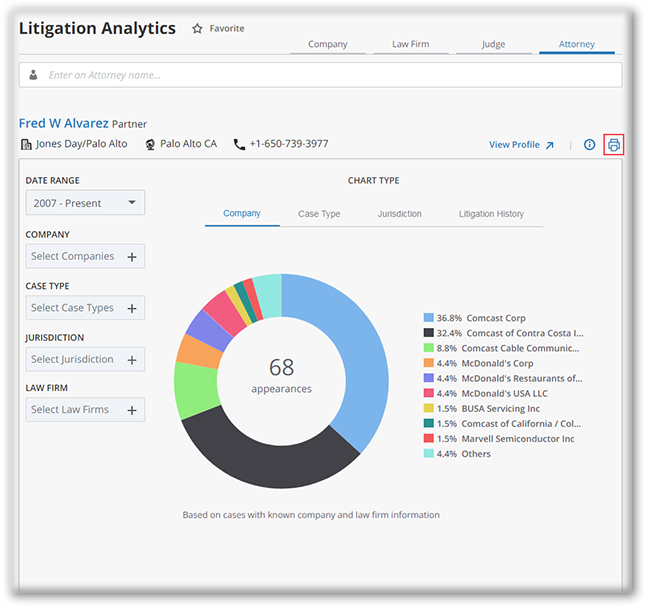 Litigation Analytics Favorite
Company Law Firm Judge Attorney
Enter an Attorney name...
Fred W Alvarez Partner
Jones Day/Palo Alto Palo Alto CA +1-650-739-3977 View Profile
DATE RANGE
2007 - Present
COMPANY
Select Companies +
CASE TYPE
Select Case Types +
JURISDICTION
Select Jurisdiction +
LAW FIRM
Select Law Firms +
CHART TYPE
Company Case Type Jurisdiction Litigation History
68
appearances
36.8% Comcast Corp
32.4% Comcast of Contra Costa I...
8.8% Comcast Cable Communic...
4.4% McDonald's Corp
4.4% McDonald's Restaurants of...
4.4% McDonald's USA LLC
1.5% BUSA Servicing Inc
1.5% Comcast of California / Col...
1.5% Marvell Semiconductor Inc
4.4% Others
Based on cases with known company and law firm information